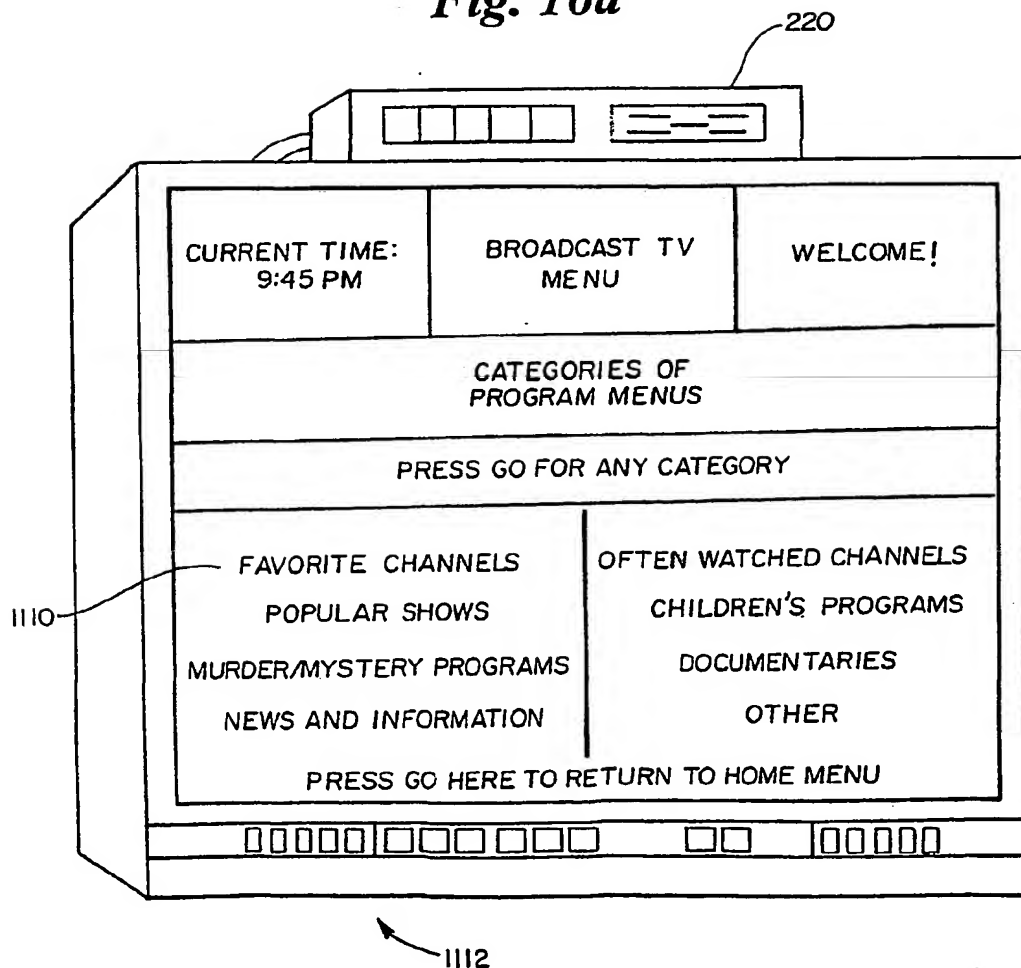 Fig. 10a
220
CURRENT TIME:
9:45 PM
BROADCAST TV
MENU
WELCOME!
CATEGORIES OF
PROGRAM MENUS
PRESS GO FOR ANY CATEGORY
1110
FAVORITE CHANNELS
POPULAR SHOWS
MURDER/MYSTERY PROGRAMS
NEWS AND INFORMATION
OFTEN WATCHED CHANNELS
CHILDREN'S PROGRAMS
DOCUMENTARIES
OTHER
PRESS GO HERE TO RETURN TO HOME MENU
1112